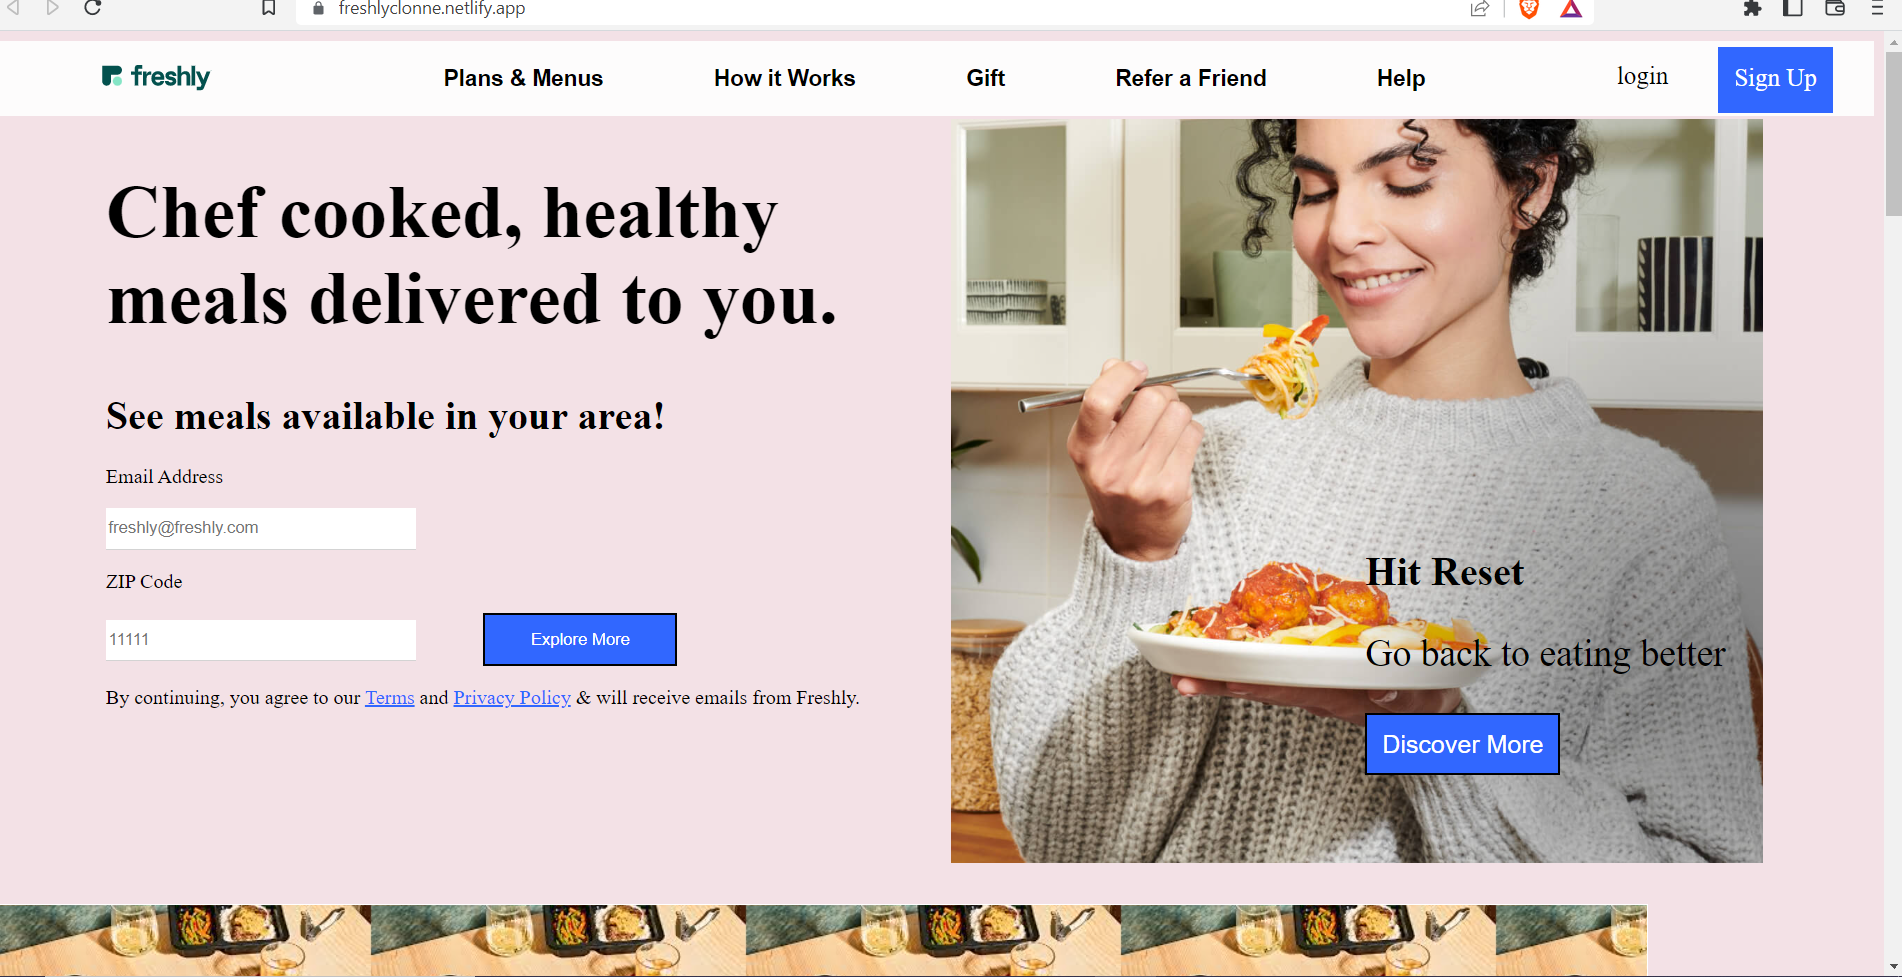 freshlyclonne.netlify.app
freshly
Plans & Menus
How it Works
Gift
Refer a Friend
Help
login
Sign Up
Chef cooked, healthy
meals delivered to you.
See meals available in your area!
Email Address
freshly@freshly.com
ZIP Code
11111
Explore More
By continuing, you agree to our Terms and Privacy Policy & will receive emails from Freshly.
Hit Reset
Go back to eating better
Discover More